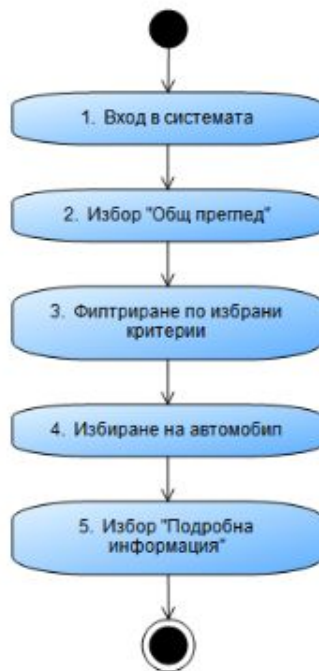 1. Вход в системата
2. Избор "Общ преглед"
3. Филтриране по избрани
критерии
4. Избиране на автомобил
5. Избор "Подробна
информация"